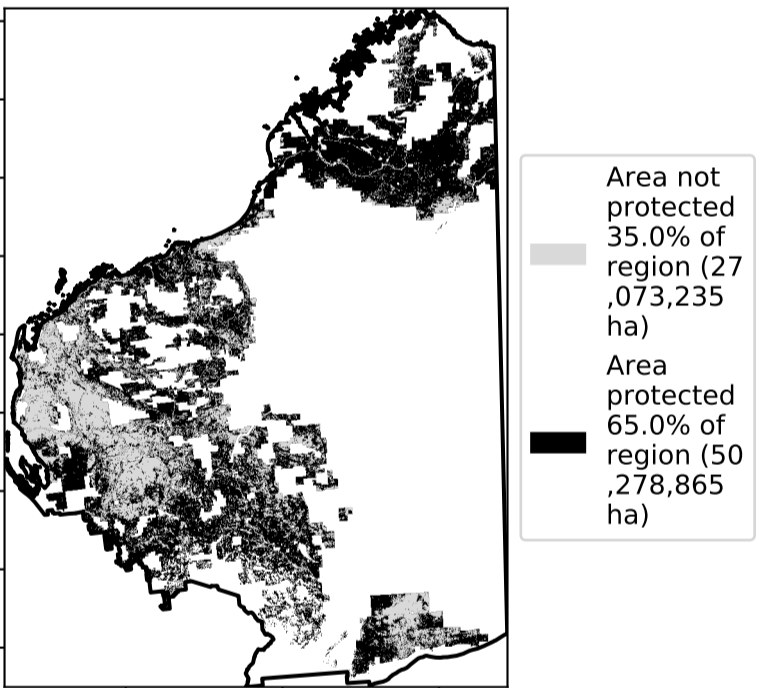 Area not
protected
35.0% of
region (27
,073,235
ha)
Area
protected
65.0% of
region (50
,278,865
ha)